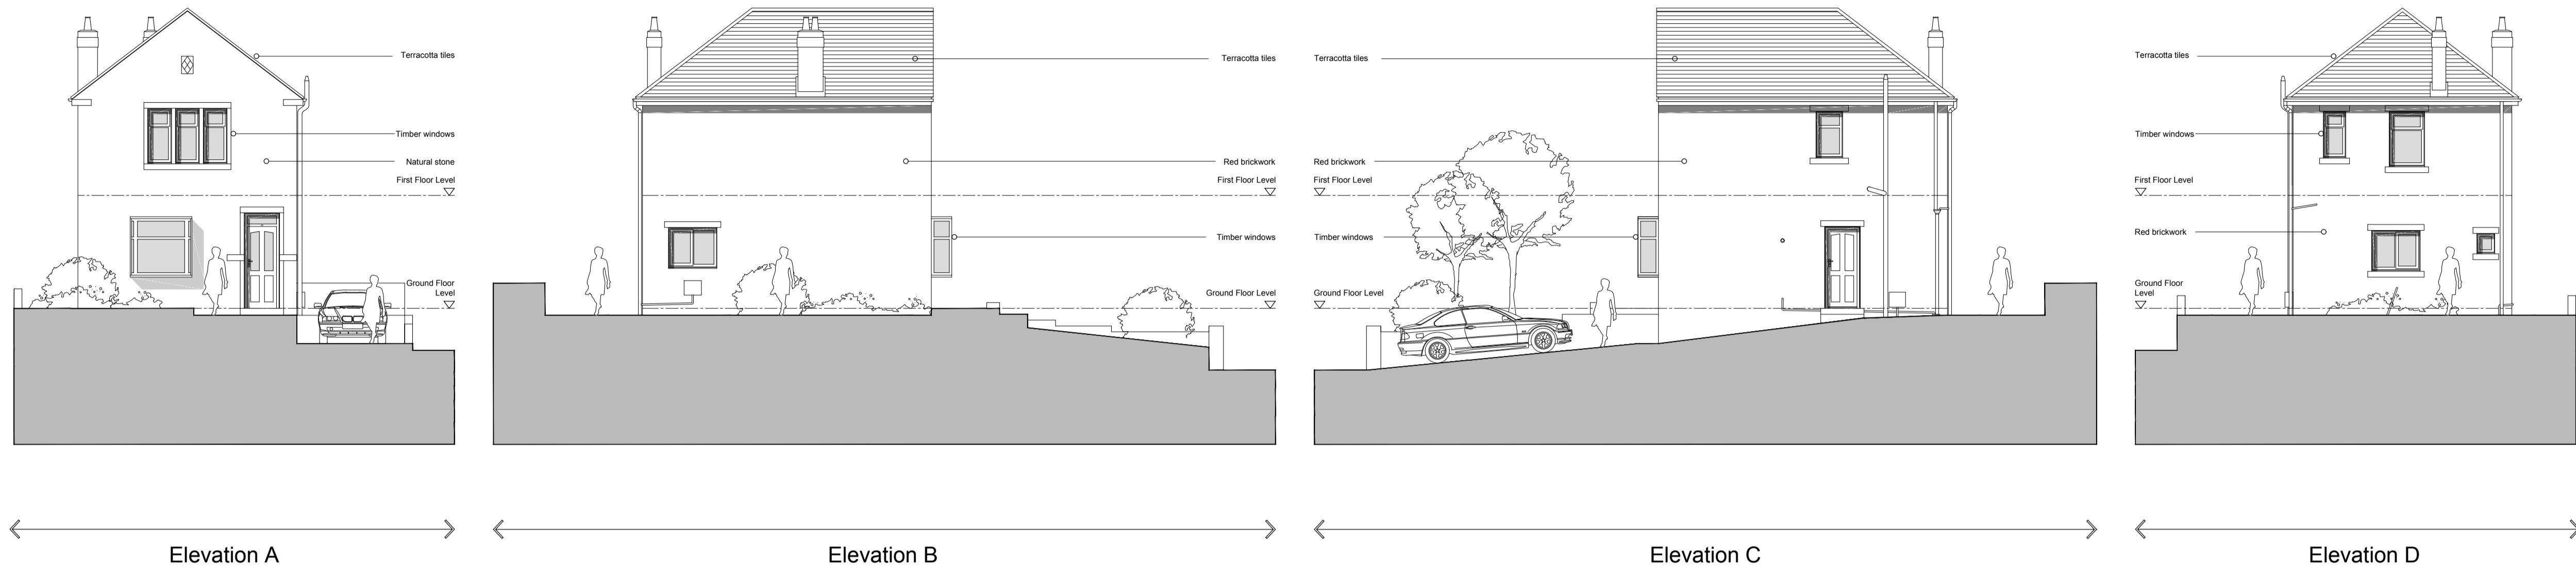 Terracotta tiles
Timber windows
Natural stone
First Floor Level
Ground Floor
Level
Elevation A
Terracotta tiles
Red brickwork
First Floor Level
Timber windows
Ground Floor Level
Elevation B
Terracotta tiles
Red brickwork
First Floor Level
Timber windows
Ground Floor Level
Elevation C
Terracotta tiles
Timber windows
First Floor Level
Red brickwork
Ground Floor
Level
Elevation D